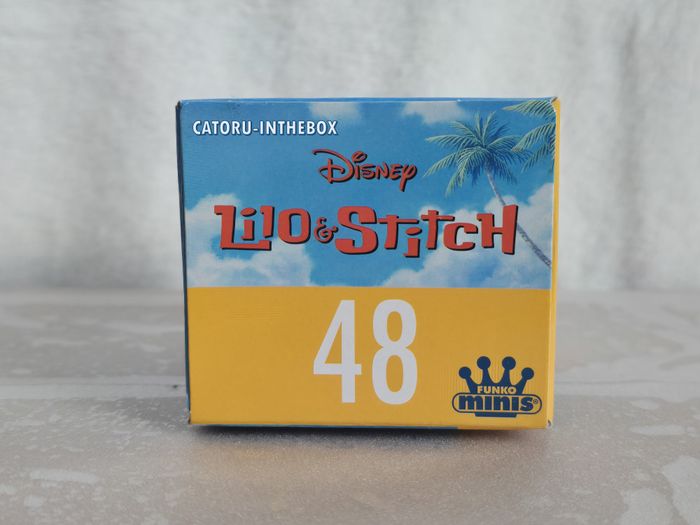 CATORU-INTHEBOX
Disney
Lilo & Stitch
48
FUNKO
minis®